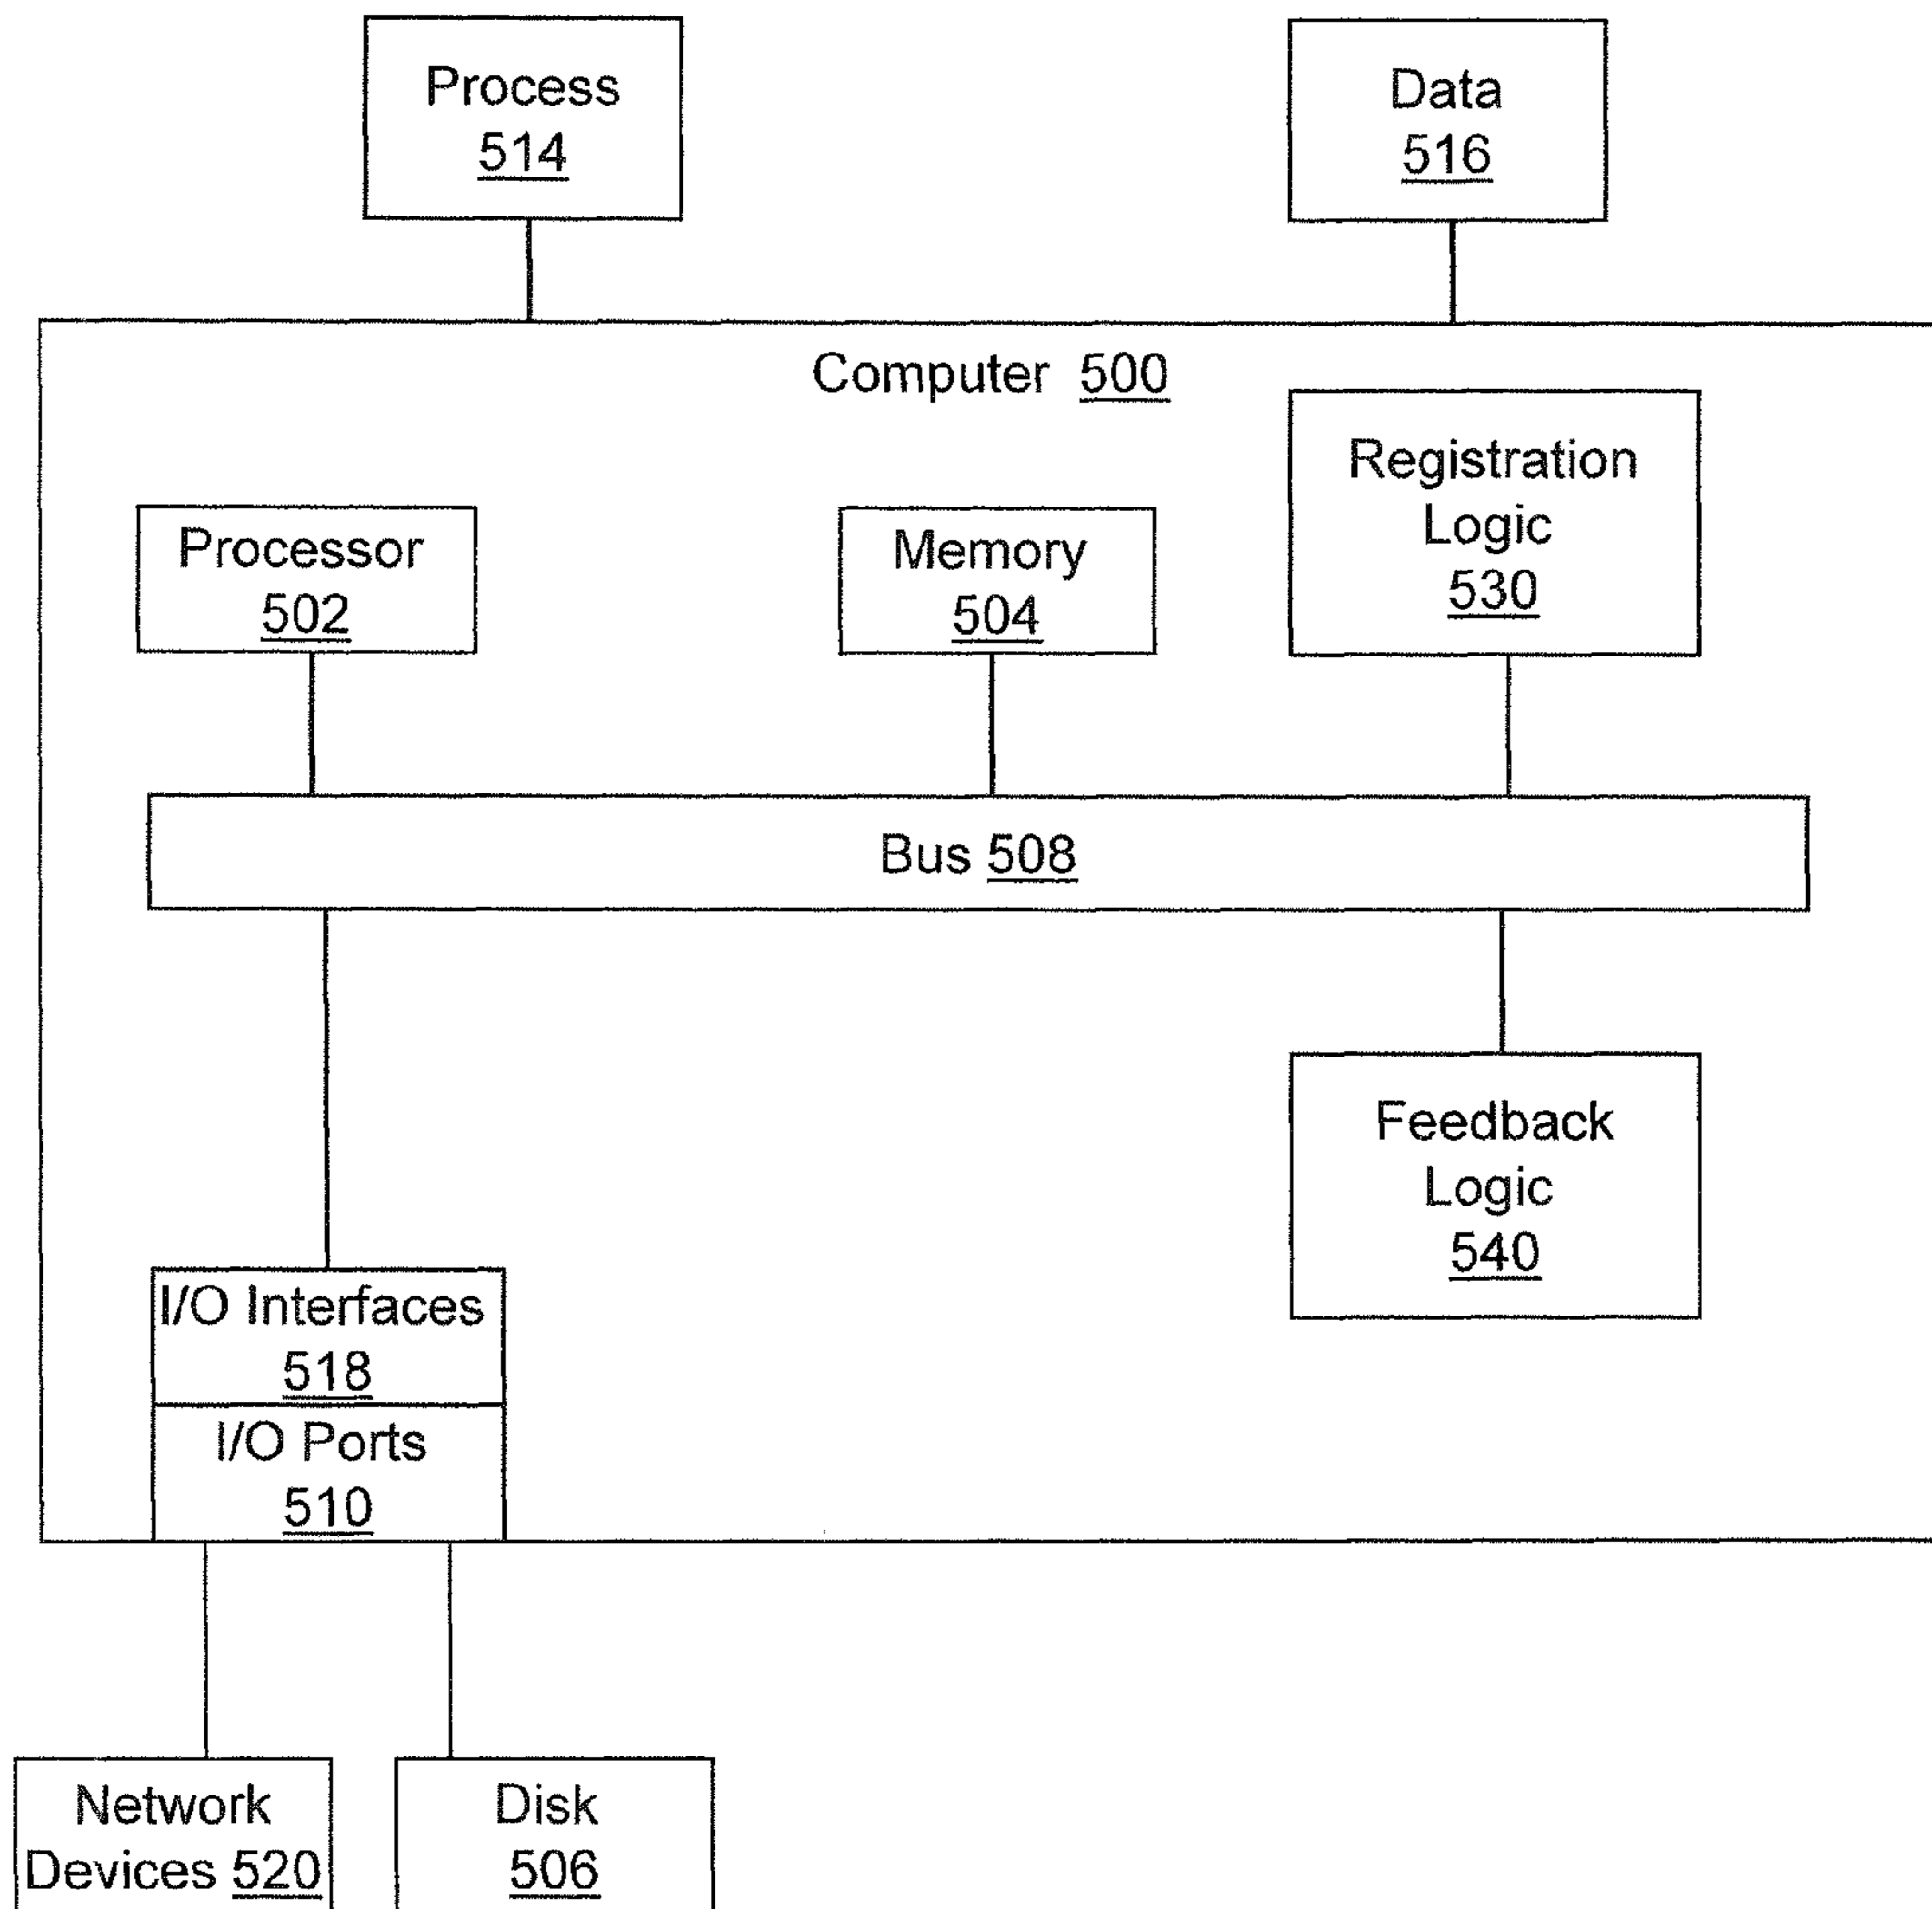 Process
514
Data
516
Computer 500
Registration
Logic
530
Processor
502
Memory
504
Bus 508
Feedback
Logic
540
I/O Interfaces
518
I/O Ports
510
Network
Devices 520
Disk
506